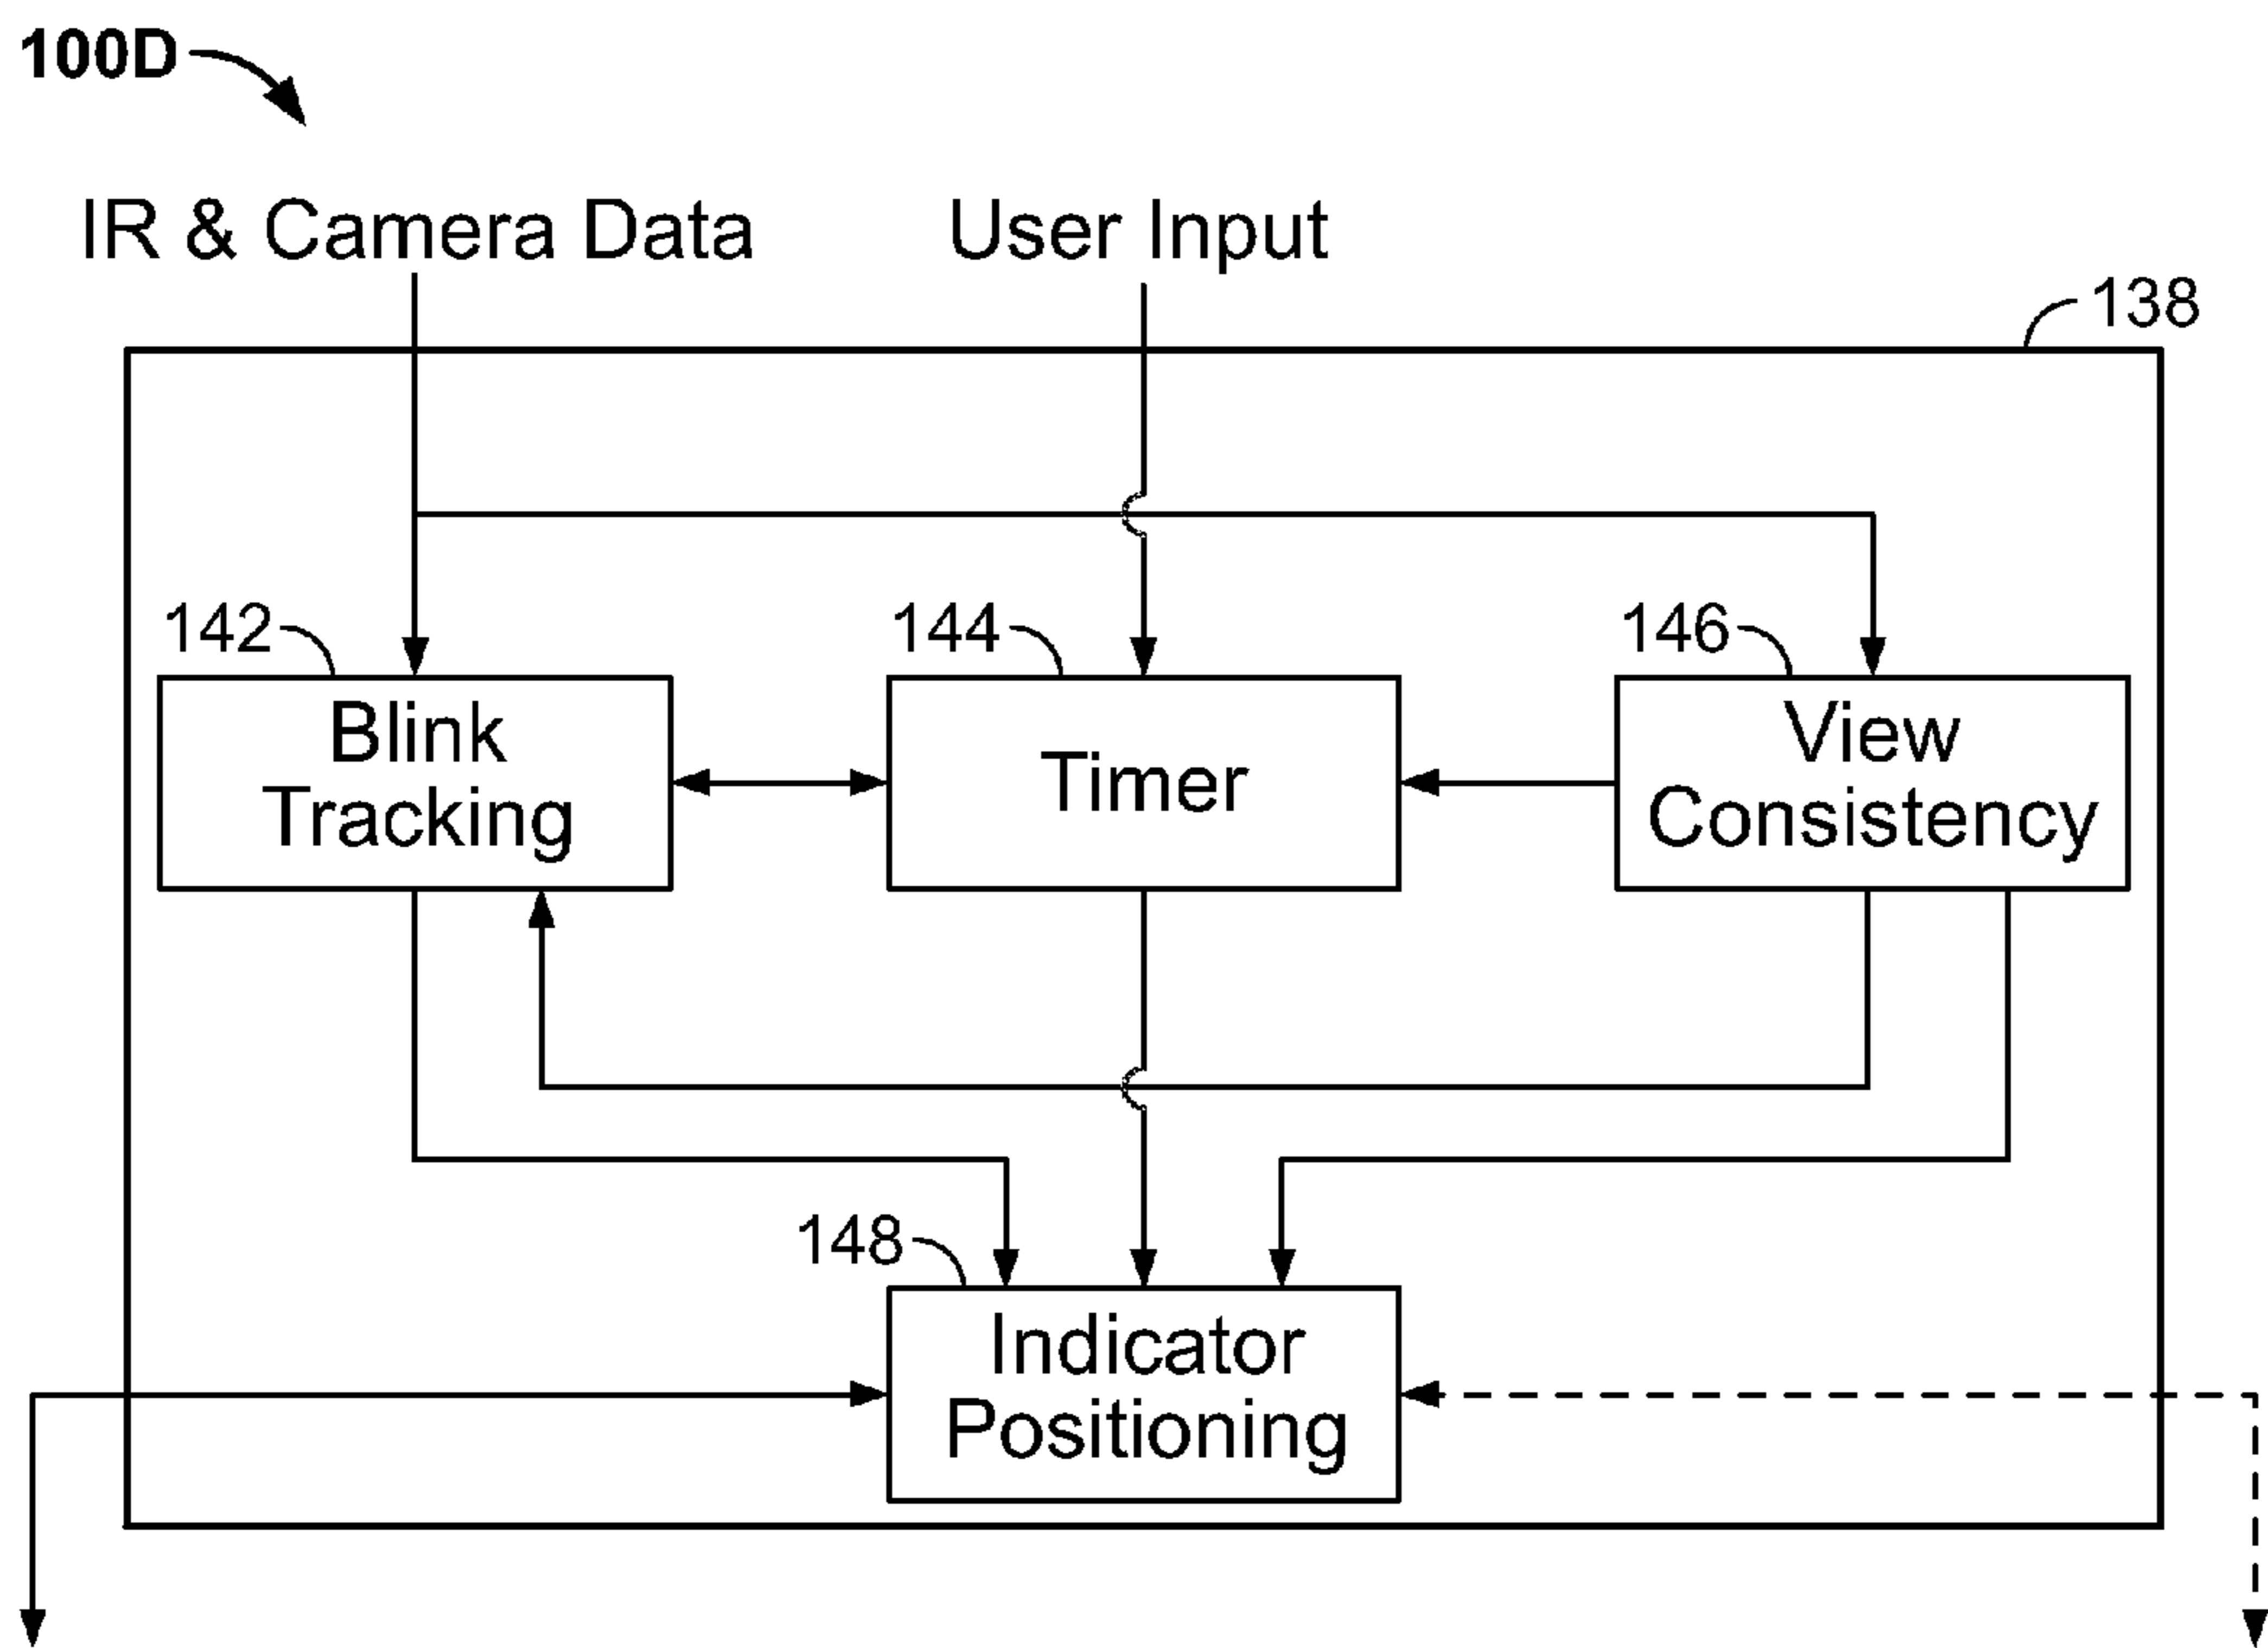 100D
IR & Camera Data
User Input
138
142
144
146
Blink
Tracking
Timer
View
Consistency
148
Indicator
Positioning